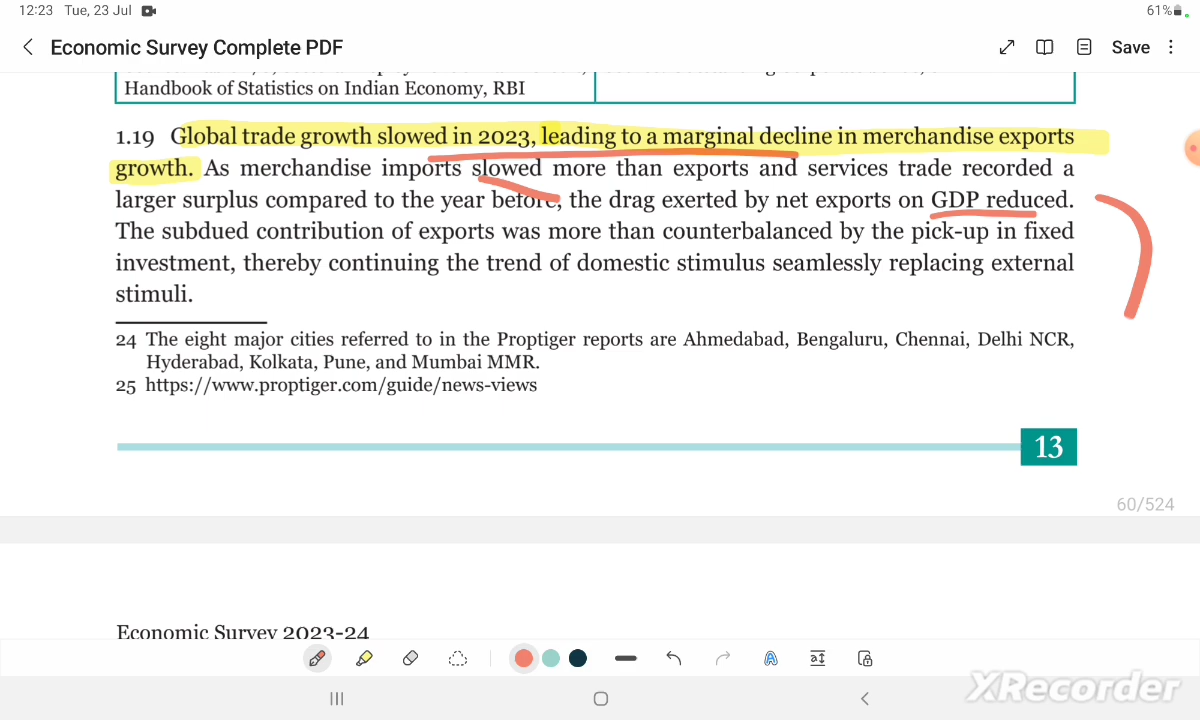 12:23 Tue, 23 Jul
61%
Economic Survey Complete PDF
Save
Handbook of Statistics on Indian Economy, RBI
1.19 Global trade growth slowed in 2023, leading to a marginal decline in merchandise exports
growth. As merchandise imports slowed more than exports and services trade recorded a
larger surplus compared to the year before, the drag exerted by net exports on GDP reduced.
The subdued contribution of exports was more than counterbalanced by the pick-up in fixed
investment, thereby continuing the trend of domestic stimulus seamlessly replacing external
stimuli.
24 The eight major cities referred to in the Proptiger reports are Ahmedabad, Bengaluru, Chennai, Delhi NCR,
Hyderabad, Kolkata, Pune, and Mumbai MMR.
25 https://www.proptiger.com/guide/news-views
13
60/524
Economic Survey 2023-24
XRecorder